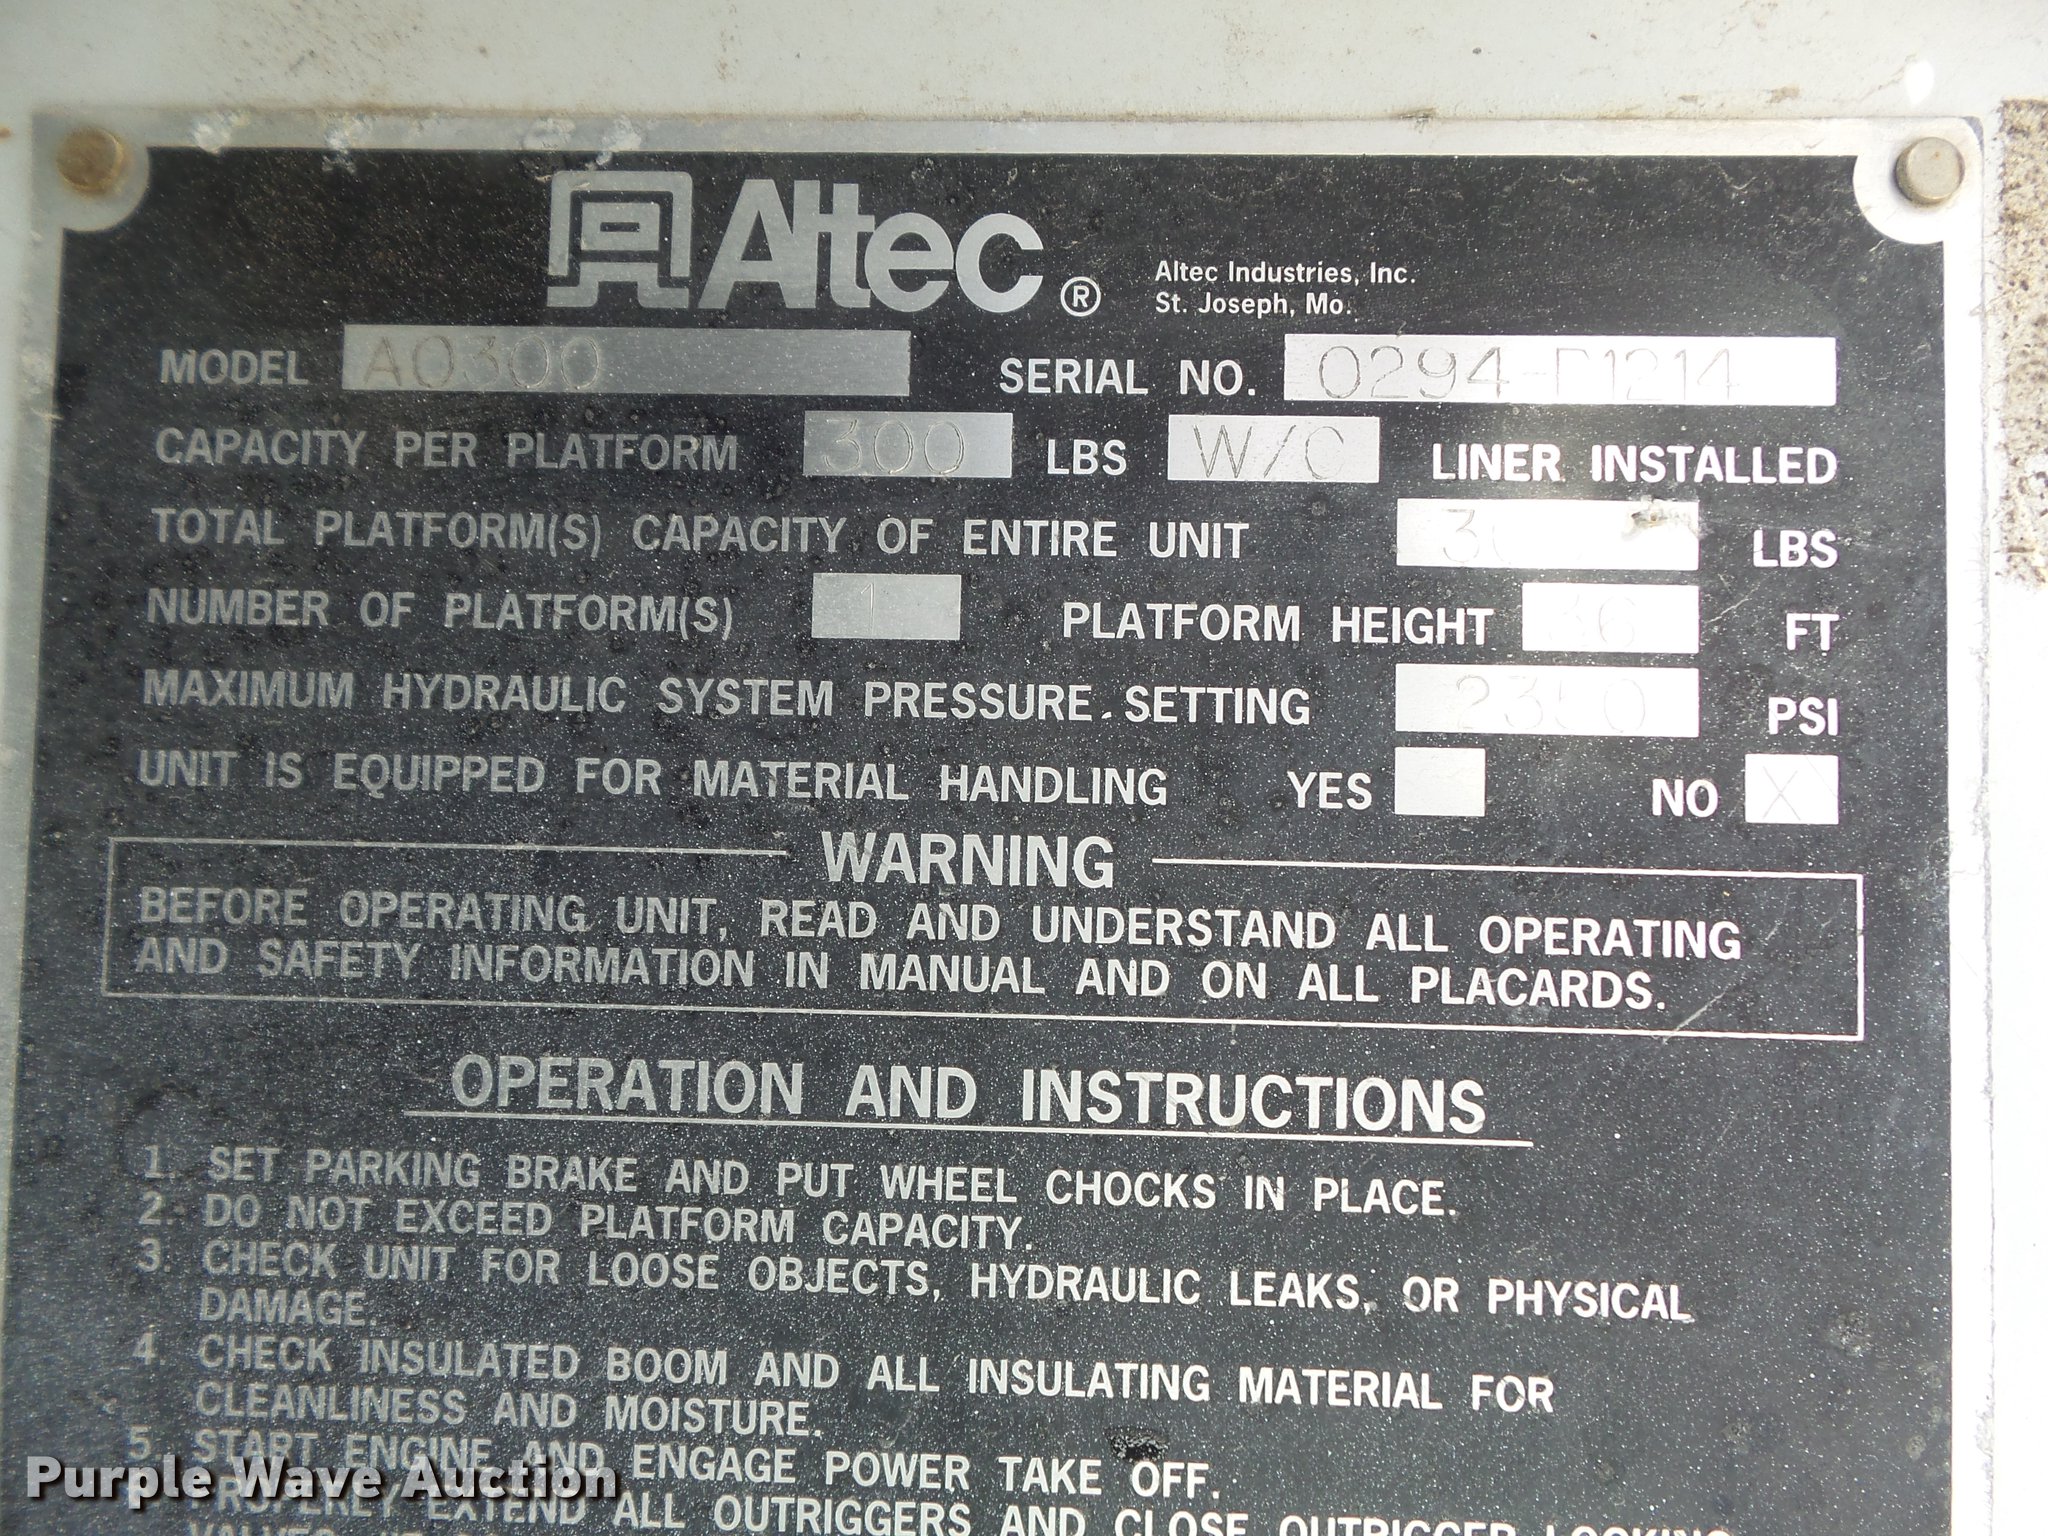 Altec®
Altec Industries, Inc.
St. Joseph, Mo.
MODEL AO300 SERIAL NO.
CAPACITY PER PLATFORM 300 LBS W/O LINER INSTALLED
TOTAL PLATFORM(S) CAPACITY OF ENTIRE UNIT LBS
NUMBER OF PLATFORM(S) 1 PLATFORM HEIGHT 36 FT
MAXIMUM HYDRAULIC SYSTEM PRESSURE SETTING PSI
UNIT IS EQUIPPED FOR MATERIAL HANDLING YES NO X
WARNING
BEFORE OPERATING UNIT, READ AND UNDERSTAND ALL OPERATING
AND SAFETY INFORMATION IN MANUAL AND ON ALL PLACARDS.
OPERATION AND INSTRUCTIONS
1. SET PARKING BRAKE AND PUT WHEEL CHOCKS IN PLACE.
2. DO NOT EXCEED PLATFORM CAPACITY.
3. CHECK UNIT FOR LOOSE OBJECTS, HYDRAULIC LEAKS, OR PHYSICAL
DAMAGE.
4. CHECK INSULATED BOOM AND ALL INSULATING MATERIAL FOR
CLEANLINESS AND MOISTURE.
5. START ENGINE AND ENGAGE POWER TAKE OFF.
PROPERLY EXTEND ALL OUTRIGGERS AND CLOSE OUTRIGGER LOCKING
Purple Wave Auction